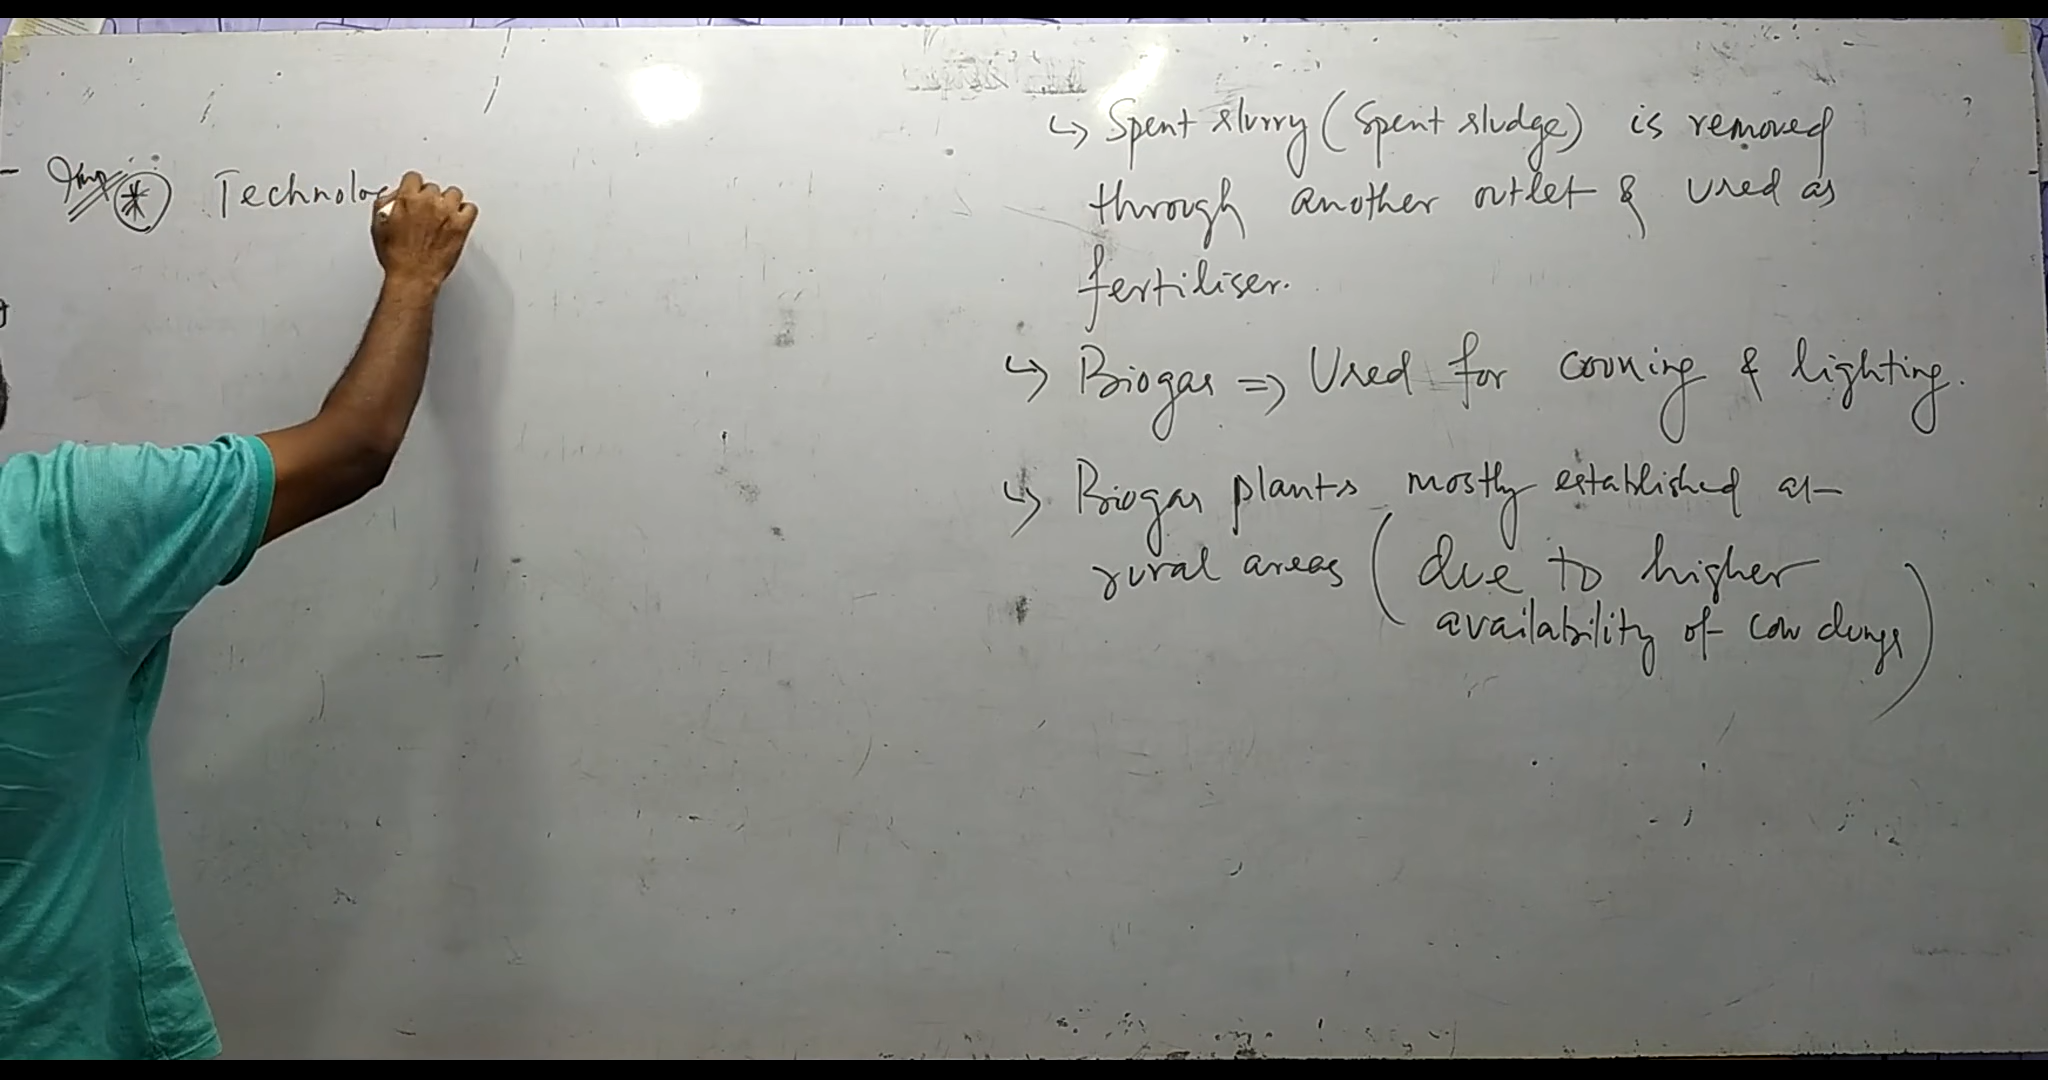 Imp * Technolog
↳ Spent slurry (Spent sludge) is removed
through another outlet & used as
fertiliser.
↳ Biogas ⇒ Used for cooking & lighting.
↳ Biogas plants mostly established at
rural areas (due to higher
availability of cow dungs)